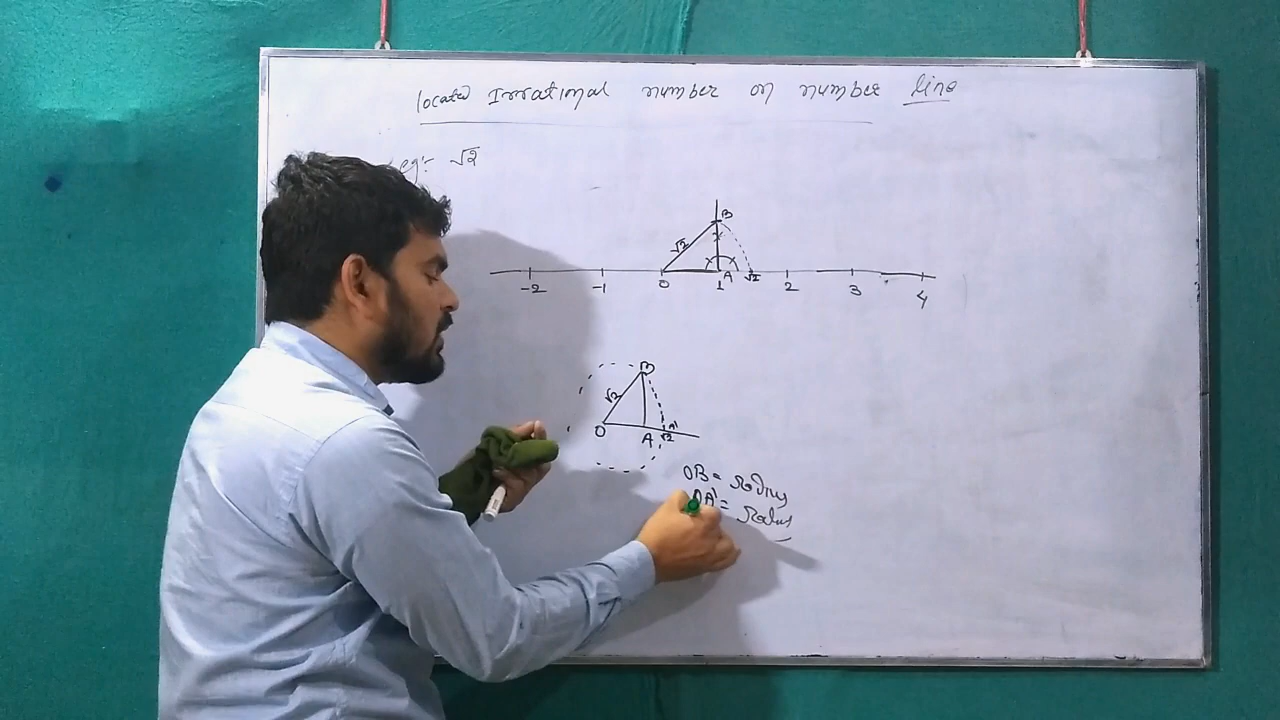 located Irrational number on number line
eg:- √2
B
√2
A √2
-2 -1 0 1 2 3 4
B
√2
O A √2 A'
OB = radius
OA' = radius